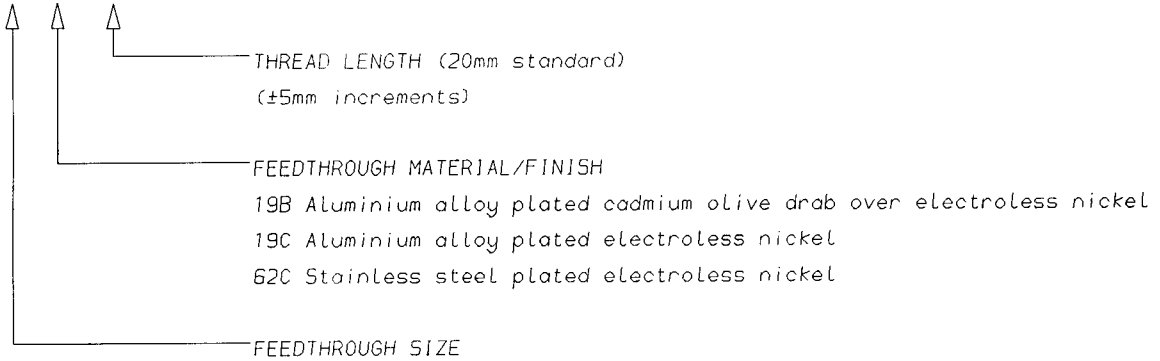 THREAD LENGTH (20mm standard)
(±5mm increments)
FEEDTHROUGH MATERIAL/FINISH
19B Aluminium alloy plated cadmium olive drab over electroless nickel
19C Aluminium alloy plated electroless nickel
62C Stainless steel plated electroless nickel
FEEDTHROUGH SIZE